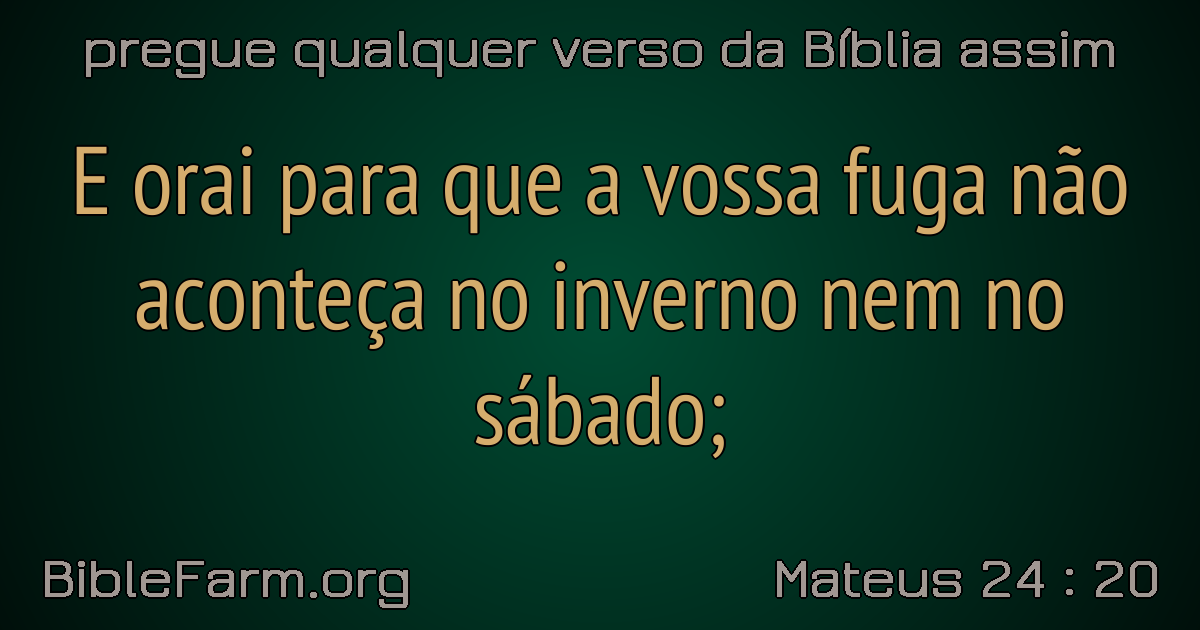 pregue qualquer verso da Bíblia assim
E orai para que a vossa fuga não
aconteça no inverno nem no
sábado;
BibleFarm.org
Mateus 24 : 20